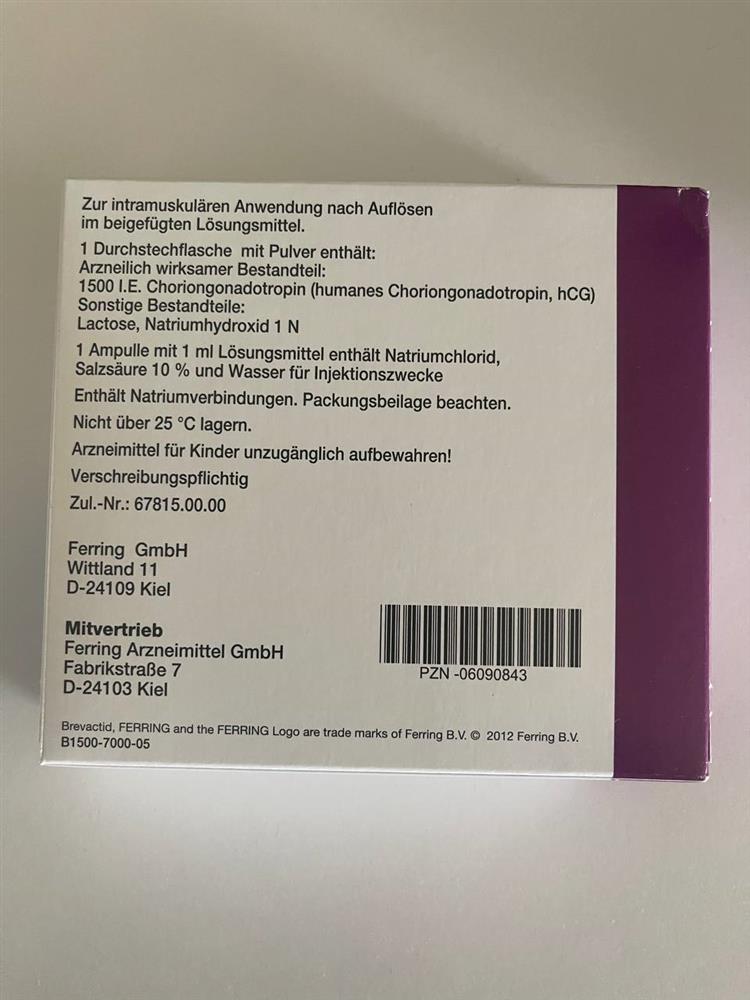 Zur intramuskulären Anwendung nach Auflösen
im beigefügten Lösungsmittel.
1 Durchstechflasche mit Pulver enthält:
Arzneilich wirksamer Bestandteil:
1500 I.E. Choriongonadotropin (humanes Choriongonadotropin, hCG)
Sonstige Bestandteile:
Lactose, Natriumhydroxid 1 N
1 Ampulle mit 1 ml Lösungsmittel enthält Natriumchlorid,
Salzsäure 10 % und Wasser für Injektionszwecke
Enthält Natriumverbindungen. Packungsbeilage beachten.
Nicht über 25 °C lagern.
Arzneimittel für Kinder unzugänglich aufbewahren!
Verschreibungspflichtig
Zul.-Nr.: 67815.00.00
Ferring GmbH
Wittland 11
D-24109 Kiel
Mitvertrieb
Ferring Arzneimittel GmbH
Fabrikstraße 7
D-24103 Kiel
PZN -06090843
Brevactid, FERRING and the FERRING Logo are trade marks of Ferring B.V. © 2012 Ferring B.V.
B1500-7000-05